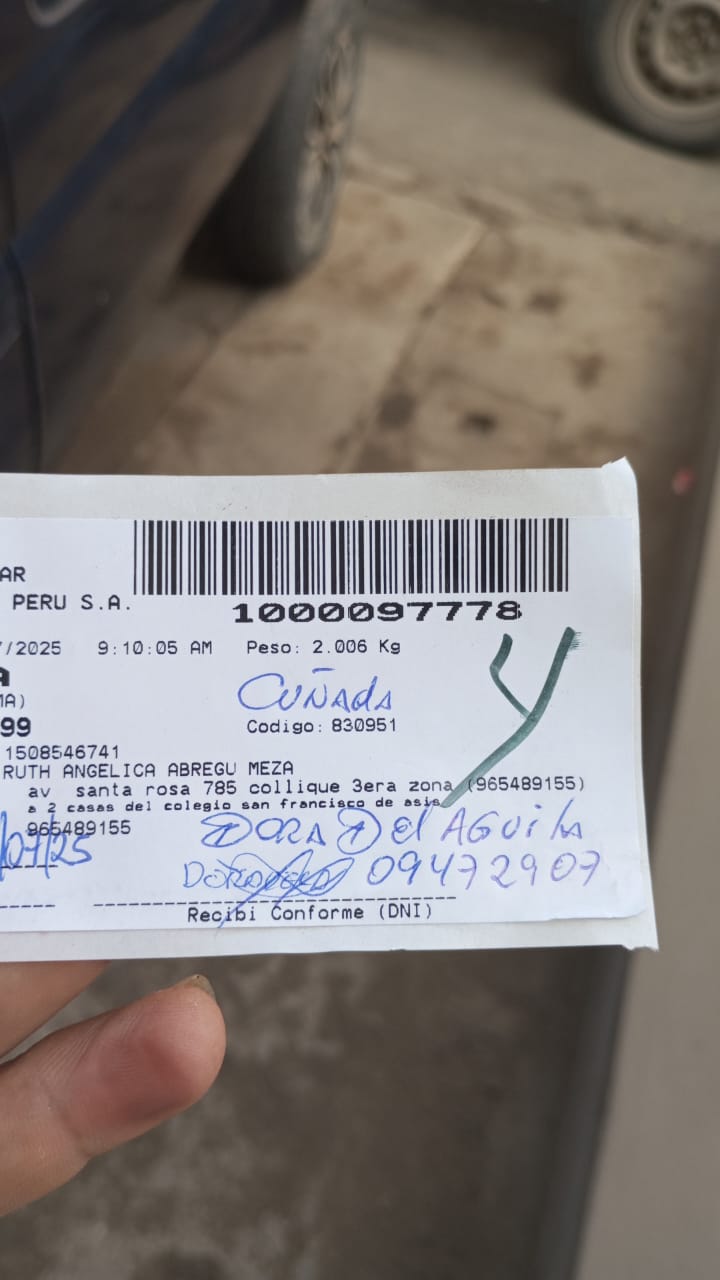 AR
PERU S.A.
1000097778
/2025 9:10:05 AM Peso: 2.006 Kg
A
MA)
CUÑAdA
99
Codigo: 830951
1508546741
RUTH ANGELICA ABREGU MEZA
av santa rosa 785 collique 3era zona (965489155)
a 2 casas del colegio san francisco de asis
965489155
/07/25
DORA D Del AGUila
09472907
Recibi Conforme (DNI)